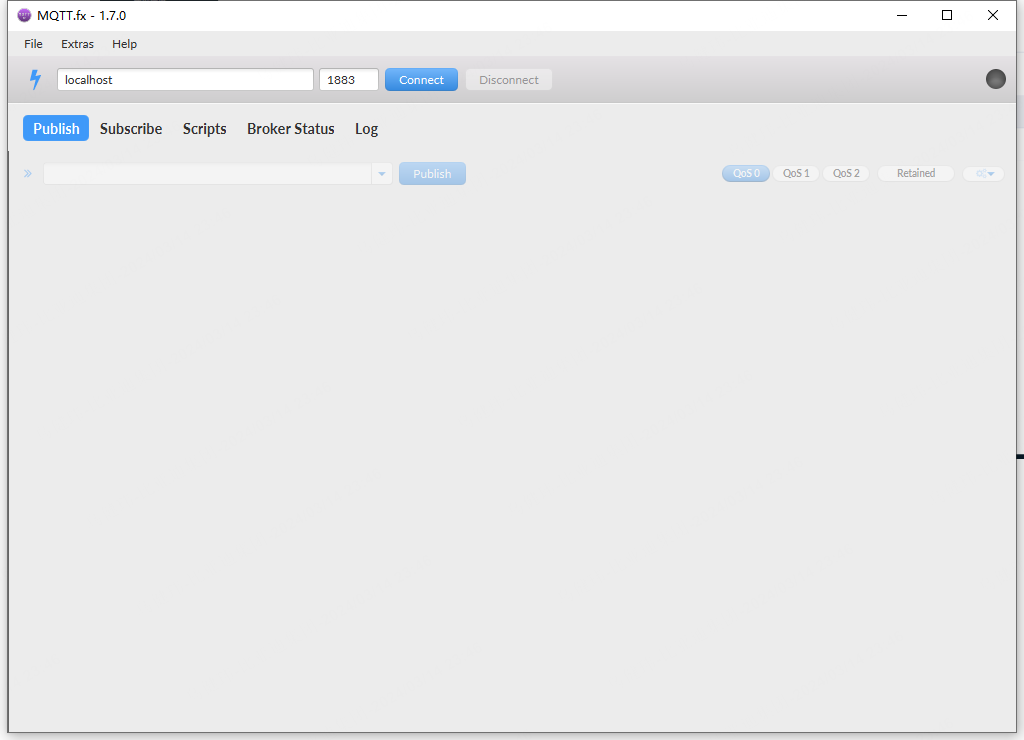 MQTT.fx - 1.7.0
File Extras Help
localhost 1883 Connect Disconnect
Publish Subscribe Scripts Broker Status Log
Publish QoS 0 QoS 1 QoS 2 Retained